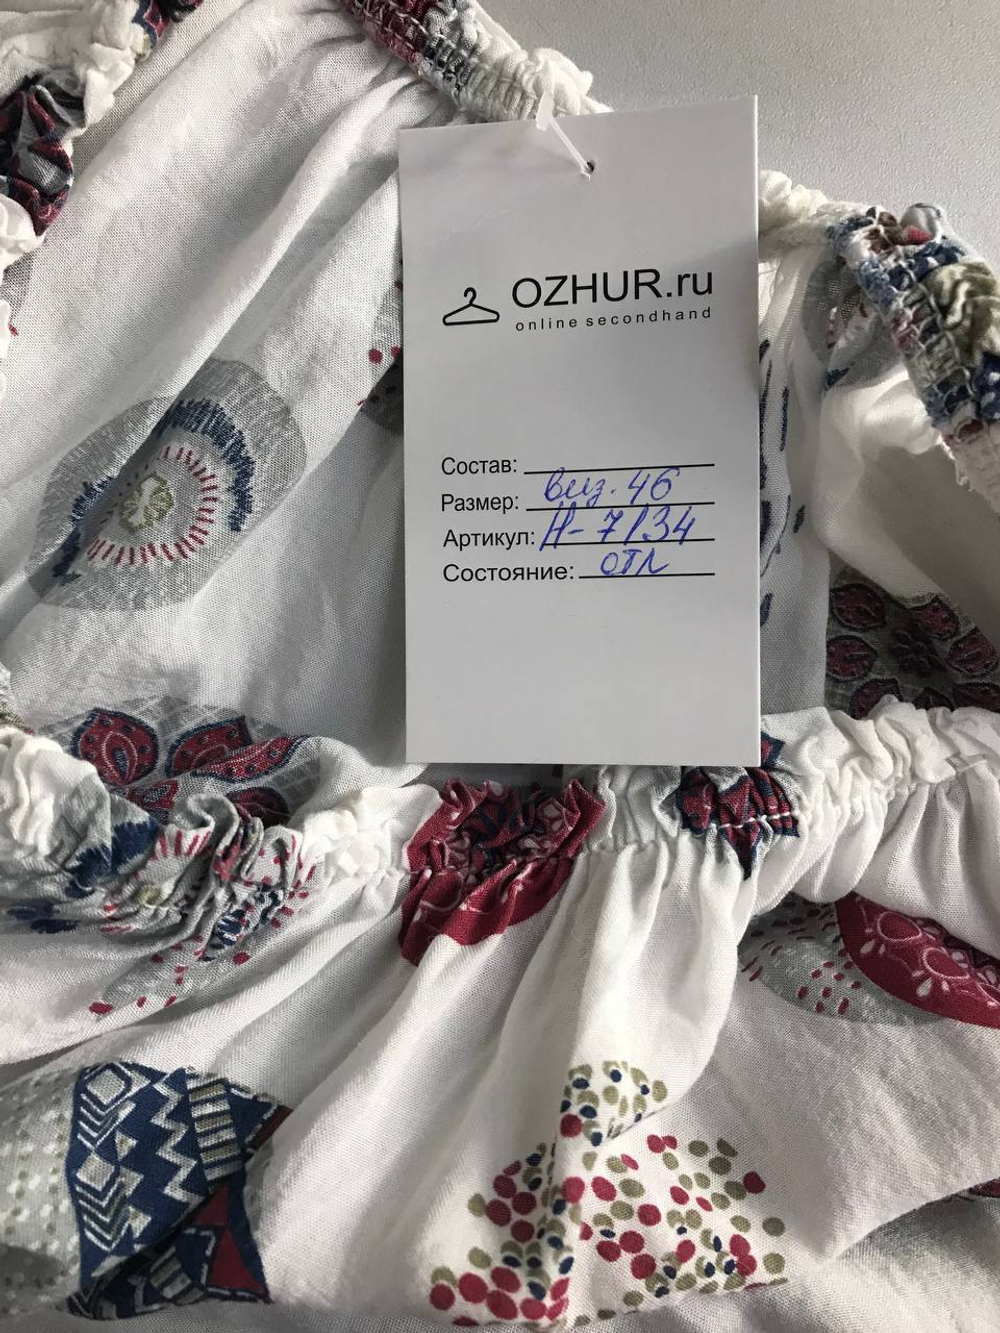 OZHUR.ru
online secondhand
Состав:
Размер: виз. 46
Артикул: Н-7134
Состояние: отл